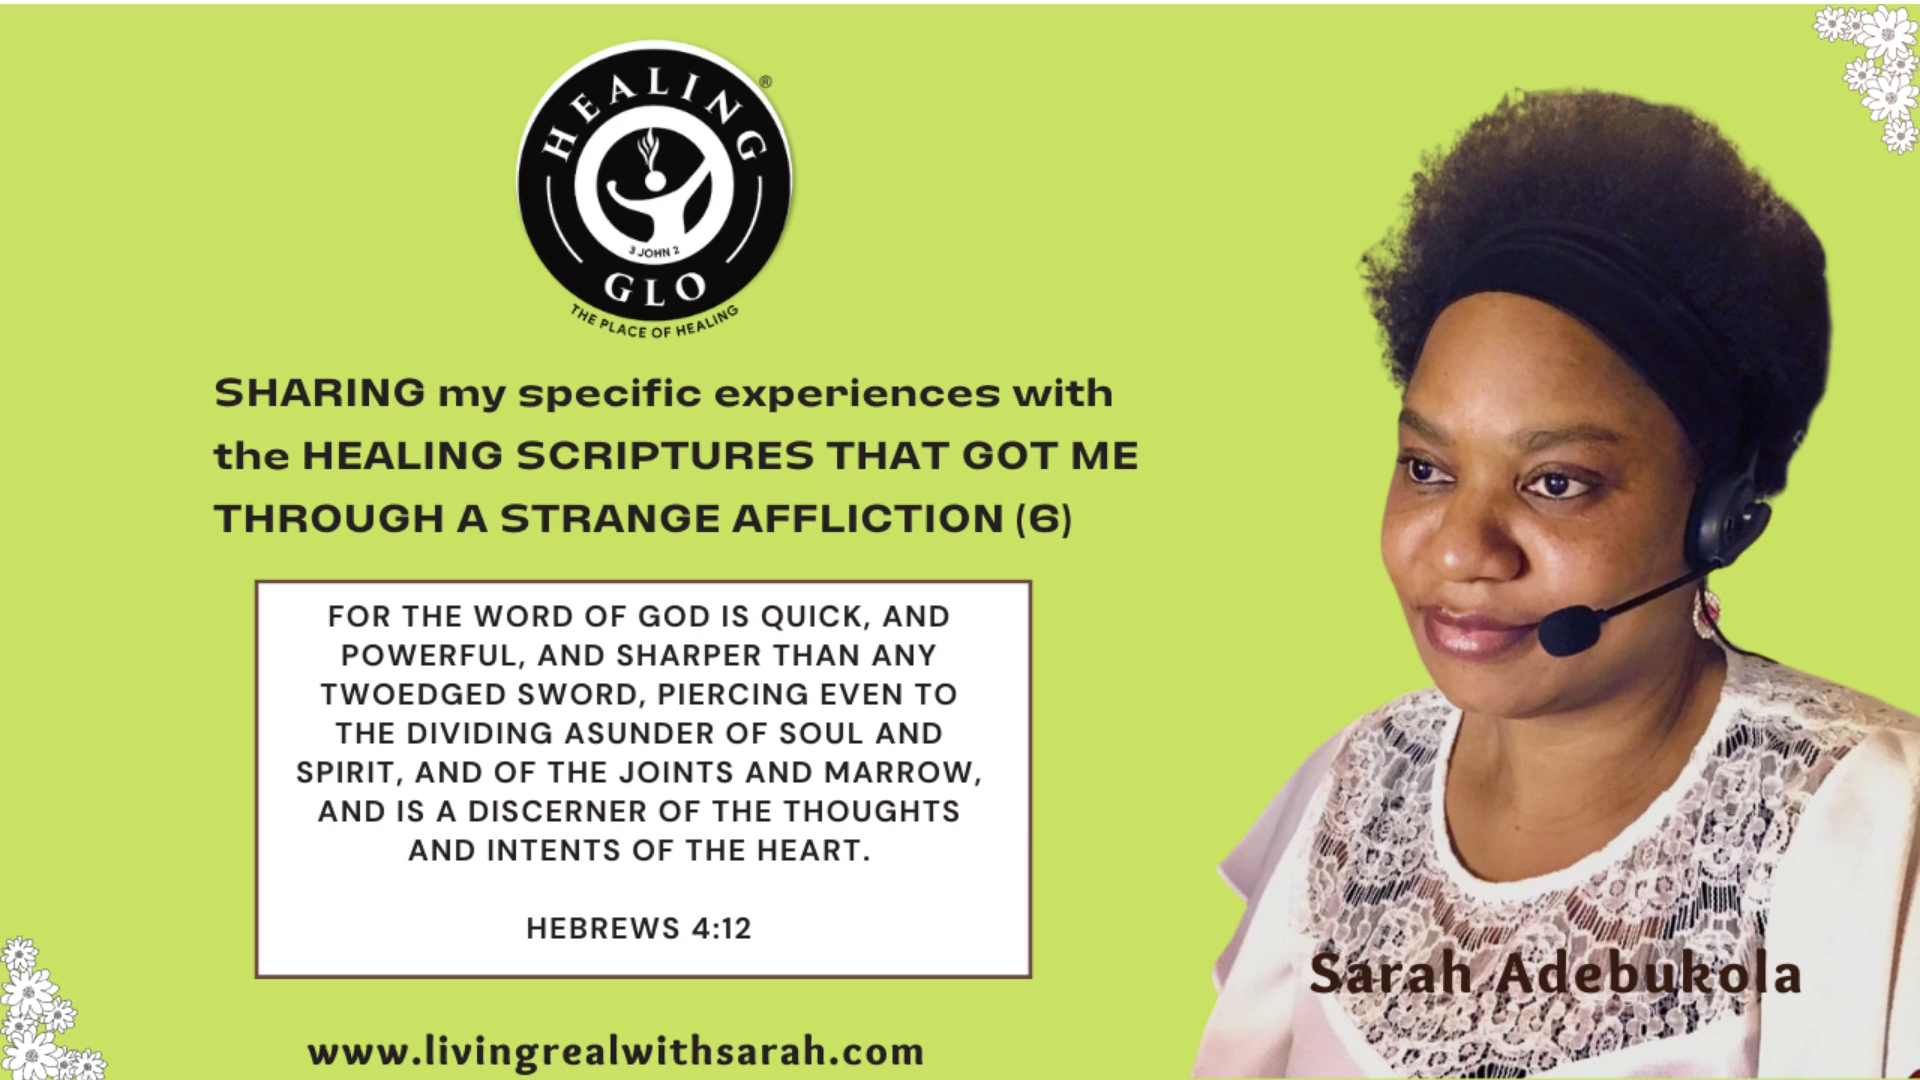 HEALING
®
3 JOHN 2
GLO
THE PLACE OF HEALING
SHARING my specific experiences with
the HEALING SCRIPTURES THAT GOT ME
THROUGH A STRANGE AFFLICTION (6)
FOR THE WORD OF GOD IS QUICK, AND
POWERFUL, AND SHARPER THAN ANY
TWOEDGED SWORD, PIERCING EVEN TO
THE DIVIDING ASUNDER OF SOUL AND
SPIRIT, AND OF THE JOINTS AND MARROW,
AND IS A DISCERNER OF THE THOUGHTS
AND INTENTS OF THE HEART.
HEBREWS 4:12
Sarah Adebukola
www.livingrealwithsarah.com